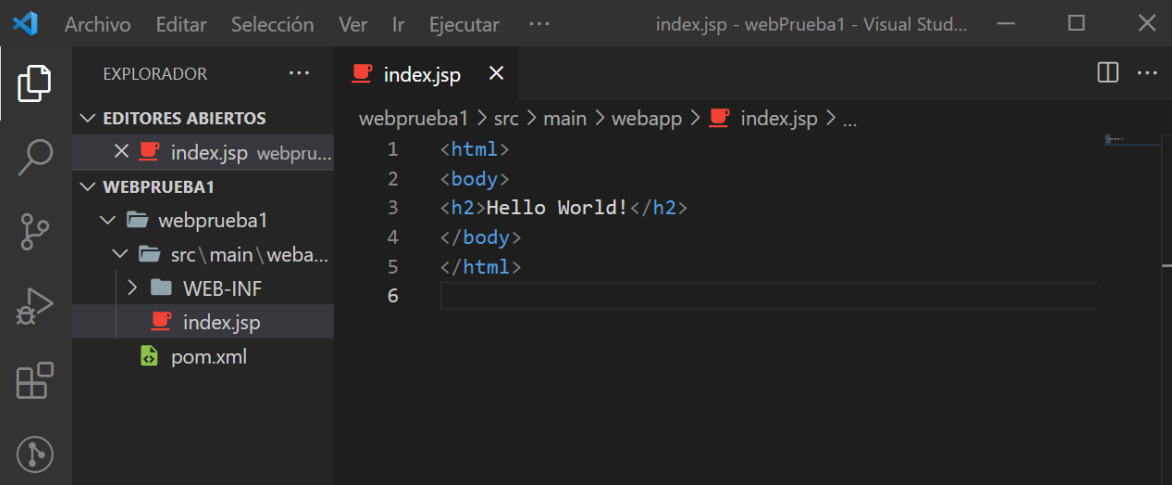 Archivo Editar Selección Ver Ir Ejecutar ··· index.jsp - webPrueba1 - Visual Stud...
EXPLORADOR ···
EDITORES ABIERTOS
index.jsp webpru...
WEBPRUEBA1
webprueba1
src\main\weba...
WEB-INF
index.jsp
pom.xml
index.jsp ···
webprueba1 > src > main > webapp > index.jsp > ...
1 <html>
2 <body>
3 <h2>Hello World!</h2>
4 </body>
5 </html>
6